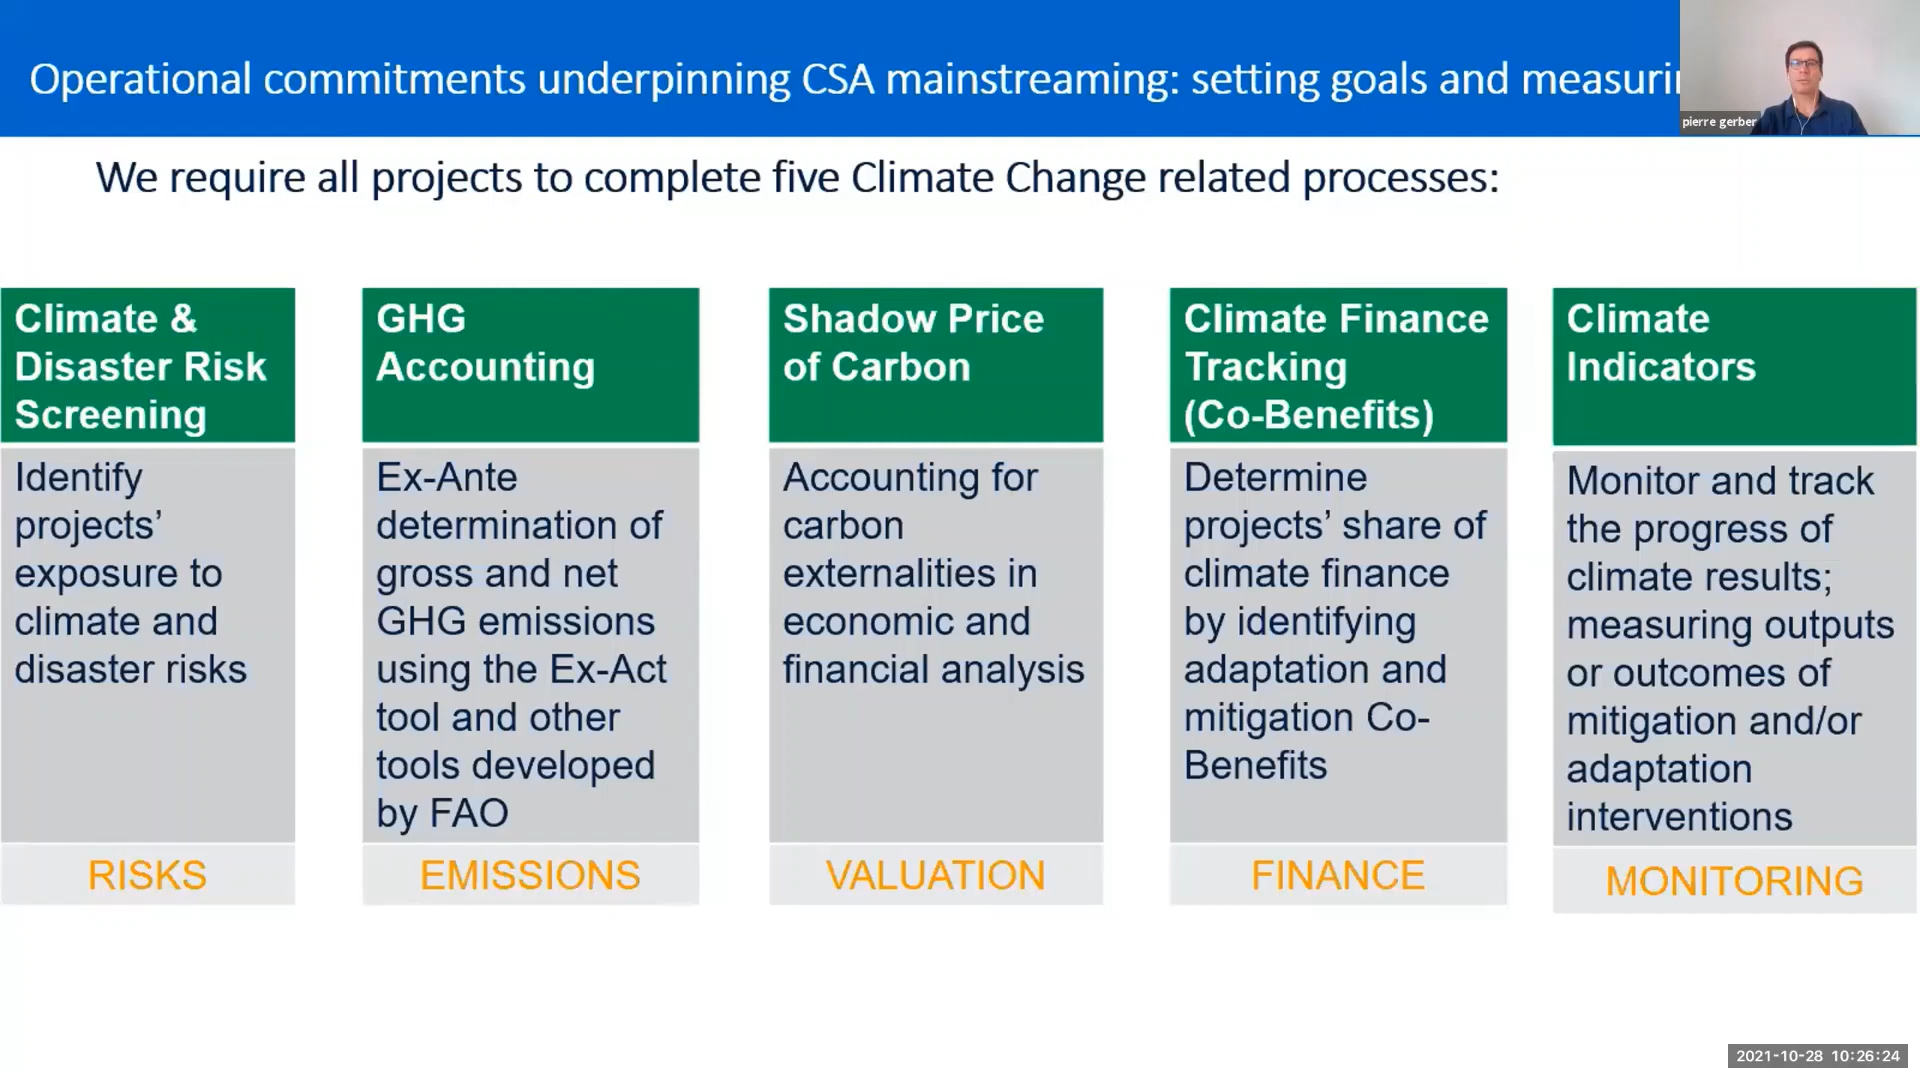 Operational commitments underpinning CSA mainstreaming: setting goals and
pierre gerber
We require all projects to complete five Climate Change related processes:
Climate &
Disaster Risk
Screening
Identify
projects’
exposure to
climate and
disaster risks
RISKS
GHG
Accounting
Ex-Ante
determination of
gross and net
GHG emissions
using the Ex-Act
tool and other
tools developed
by FAO
EMISSIONS
Shadow Price
of Carbon
Accounting for
carbon
externalities in
economic and
financial analysis
VALUATION
Climate Finance
Tracking
(Co-Benefits)
Determine
projects’ share of
climate finance
by identifying
adaptation and
mitigation Co-
Benefits
FINANCE
Climate
Indicators
Monitor and track
the progress of
climate results;
measuring outputs
or outcomes of
mitigation and/or
adaptation
interventions
MONITORING
2021-10-28 10:26:24